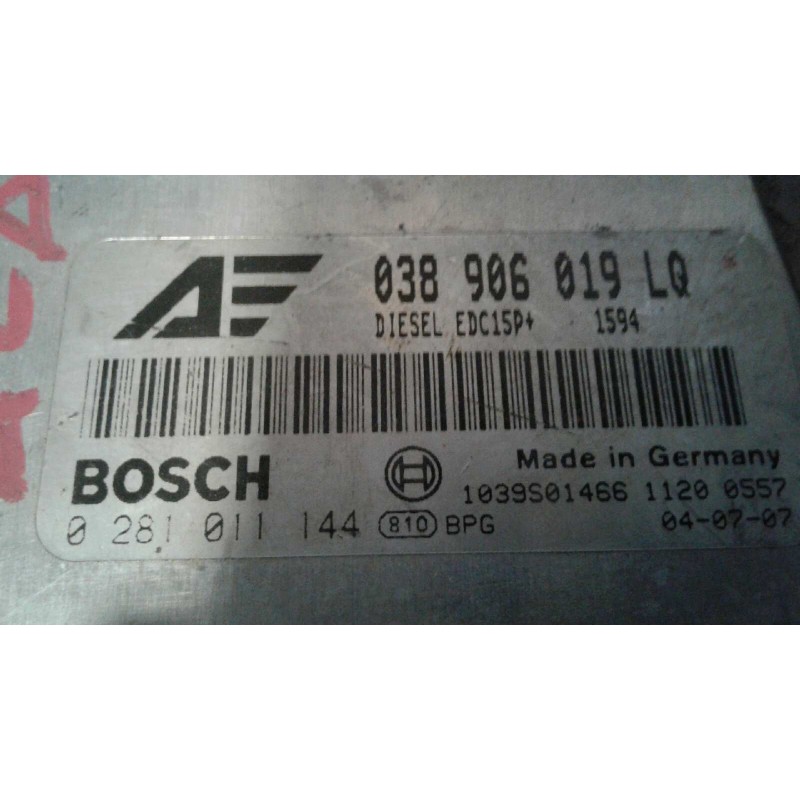 AE 038 906 019 LQ
DIESEL EDC15P+ 1594
BOSCH
Made in Germany
1039S01466 1120 0557
0 281 011 144 810 BPG 04-07-07